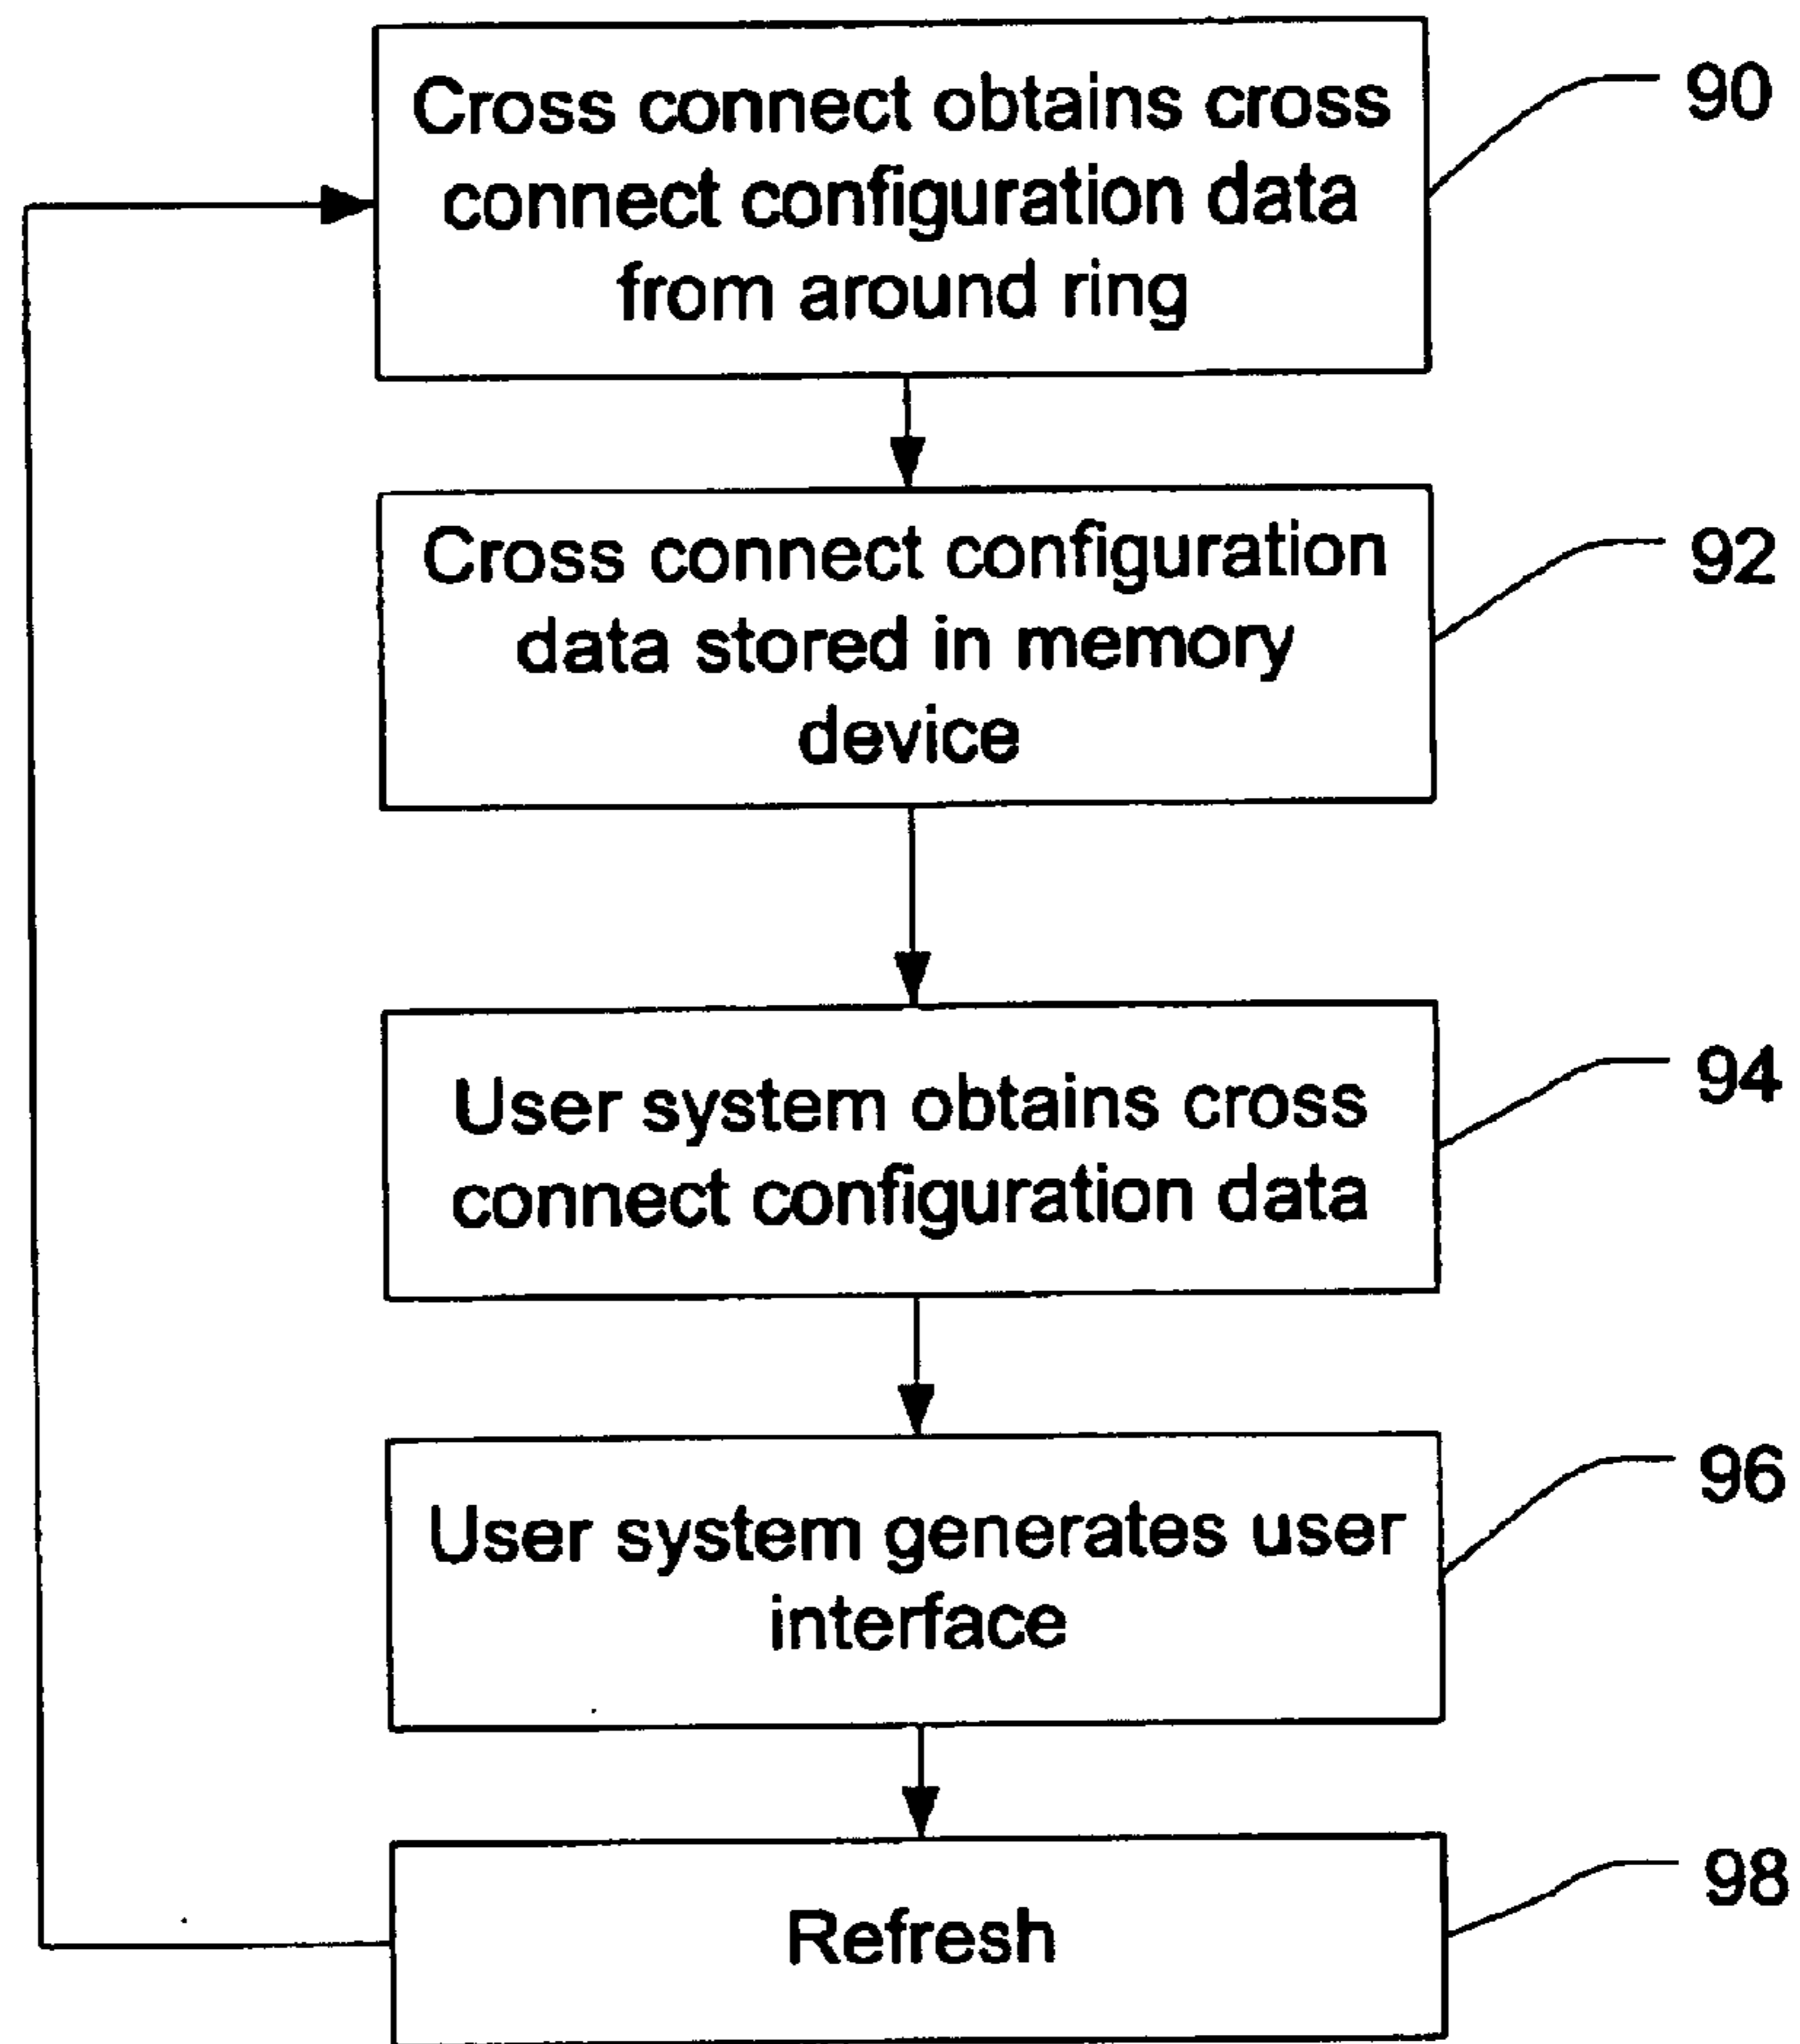 Cross connect obtains cross
connect configuration data
from around ring
90
Cross connect configuration
data stored in memory
device
92
User system obtains cross
connect configuration data
94
User system generates user
interface
96
Refresh
98